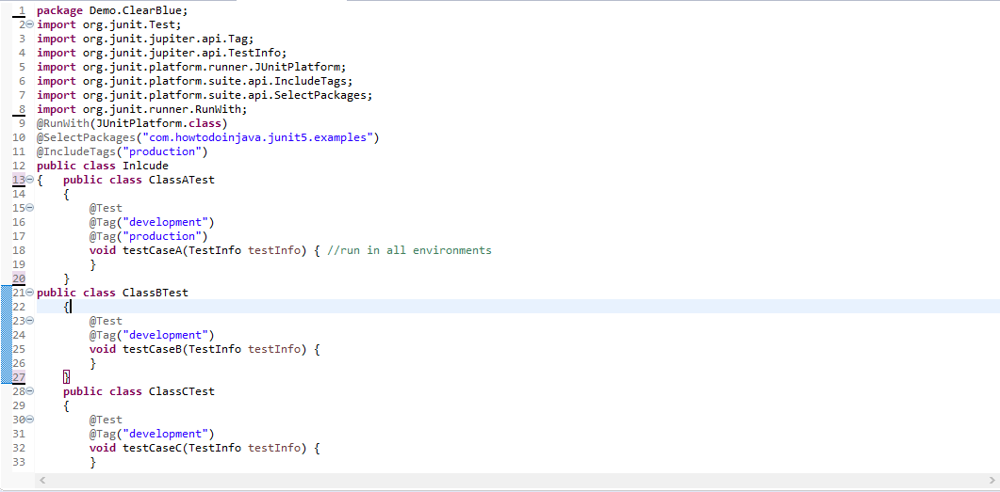 1 package Demo.ClearBlue;
2 import org.junit.Test;
3 import org.junit.jupiter.api.Tag;
4 import org.junit.jupiter.api.TestInfo;
5 import org.junit.platform.runner.JUnitPlatform;
6 import org.junit.platform.suite.api.IncludeTags;
7 import org.junit.platform.suite.api.SelectPackages;
8 import org.junit.runner.RunWith;
9 @RunWith(JUnitPlatform.class)
10 @SelectPackages("com.howtodoinjava.junit5.examples")
11 @IncludeTags("production")
12 public class Inlcude
13 {   public class ClassATest
14     {
15         @Test
16         @Tag("development")
17         @Tag("production")
18         void testCaseA(TestInfo testInfo) { //run in all environments
19         }
20     }
21 public class ClassBTest
22     {
23         @Test
24         @Tag("development")
25         void testCaseB(TestInfo testInfo) {
26         }
27     }
28     public class ClassCTest
29     {
30         @Test
31         @Tag("development")
32         void testCaseC(TestInfo testInfo) {
33         }